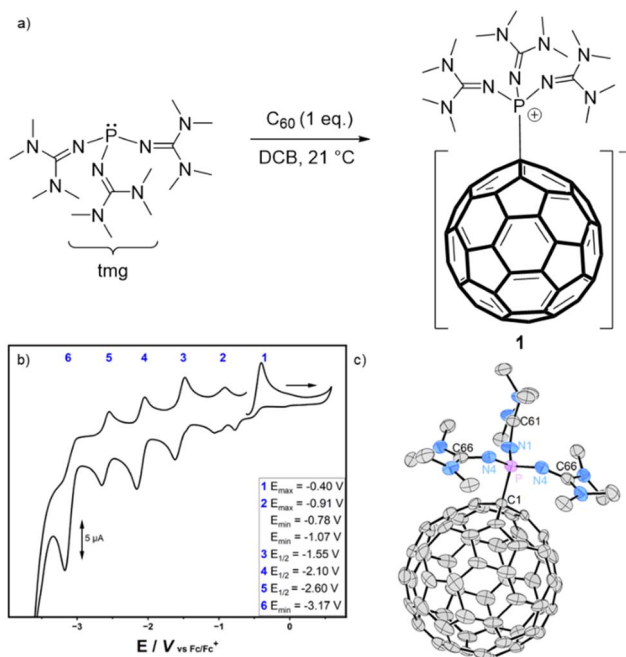 a)
N
N
N
P
N
N
N
N
N
N
N
tmg
C60 (1 eq.)
DCB, 21 °C
N
N
N
N
N
N
N
N
N
P
⊕
−
1
b)
6 5 4 3 2 1
5 µA
1 Emax = -0.40 V
2 Emax = -0.91 V
Emin = -0.78 V
Emin = -1.07 V
3 E1/2 = -1.55 V
4 E1/2 = -2.10 V
5 E1/2 = -2.60 V
6 Emin = -3.17 V
-3 -2 -1 0
E / V vs Fc/Fc+
c)
C61
C66
N1
C66
N4
P
N4
C1